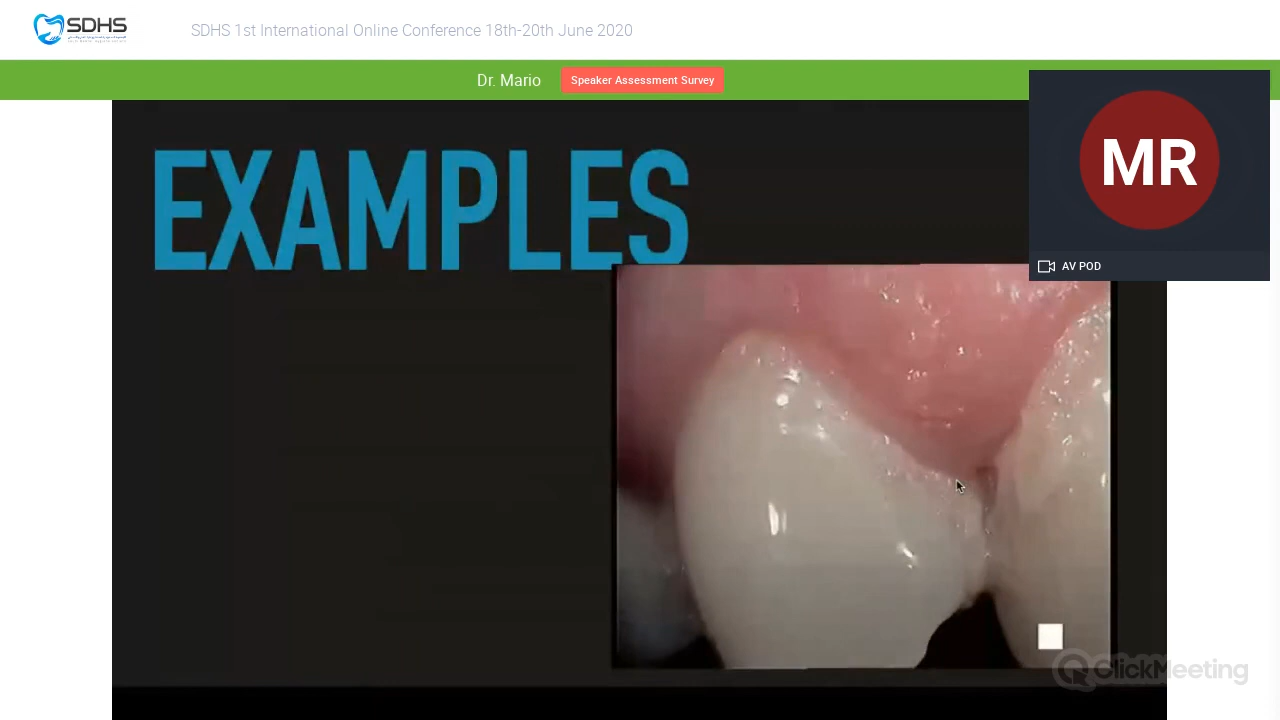 SDHS
SDHS 1st International Online Conference 18th-20th June 2020
Dr. Mario
Speaker Assessment Survey
MR
AV POD
EXAMPLES
ClickMeeting